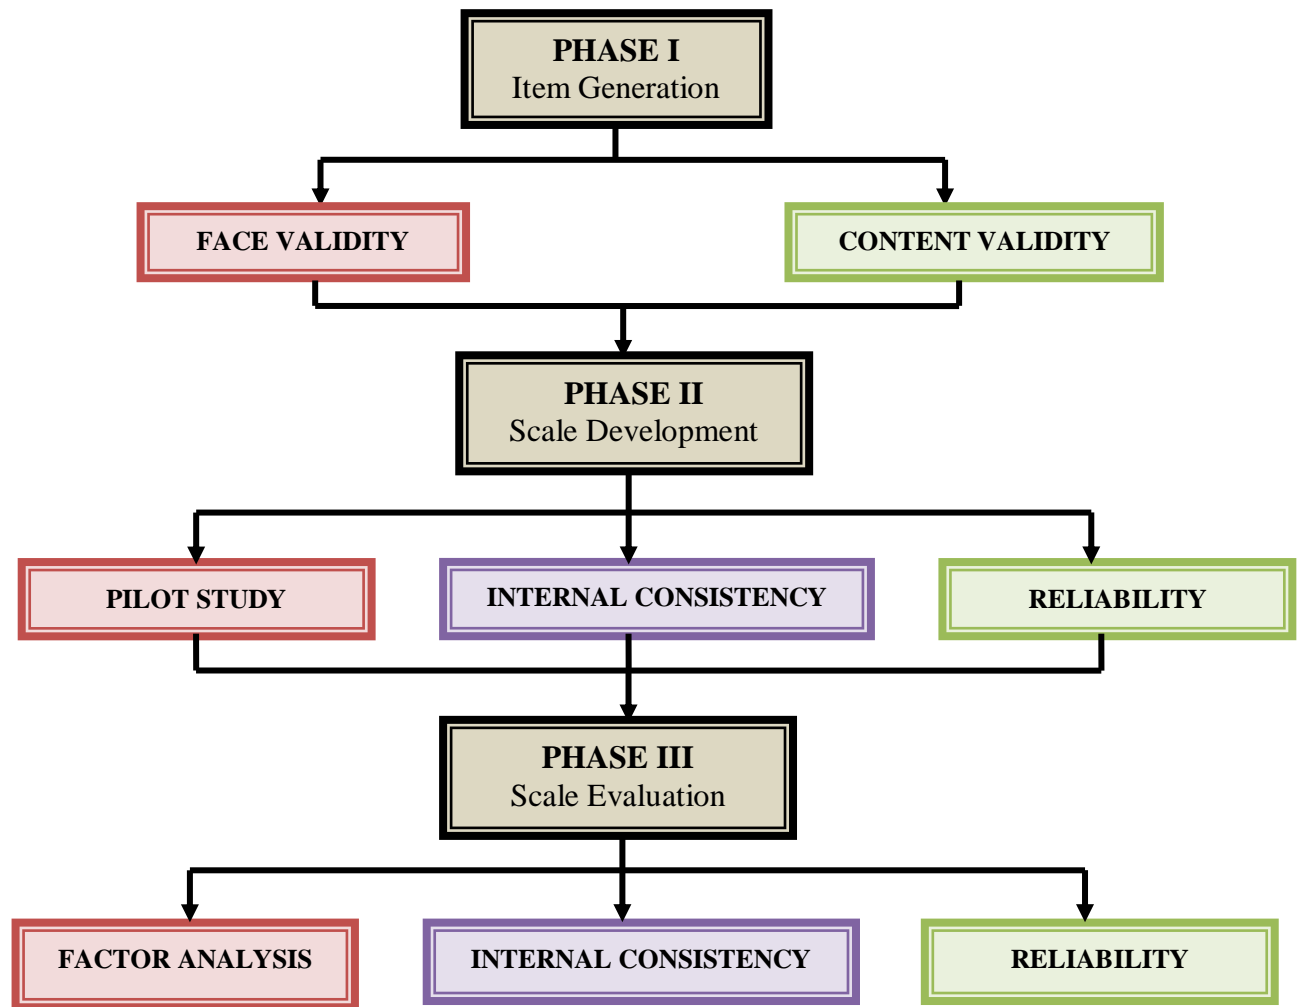 PHASE I
Item Generation
FACE VALIDITY
CONTENT VALIDITY
PHASE II
Scale Development
PILOT STUDY
INTERNAL CONSISTENCY
RELIABILITY
PHASE III
Scale Evaluation
FACTOR ANALYSIS
INTERNAL CONSISTENCY
RELIABILITY